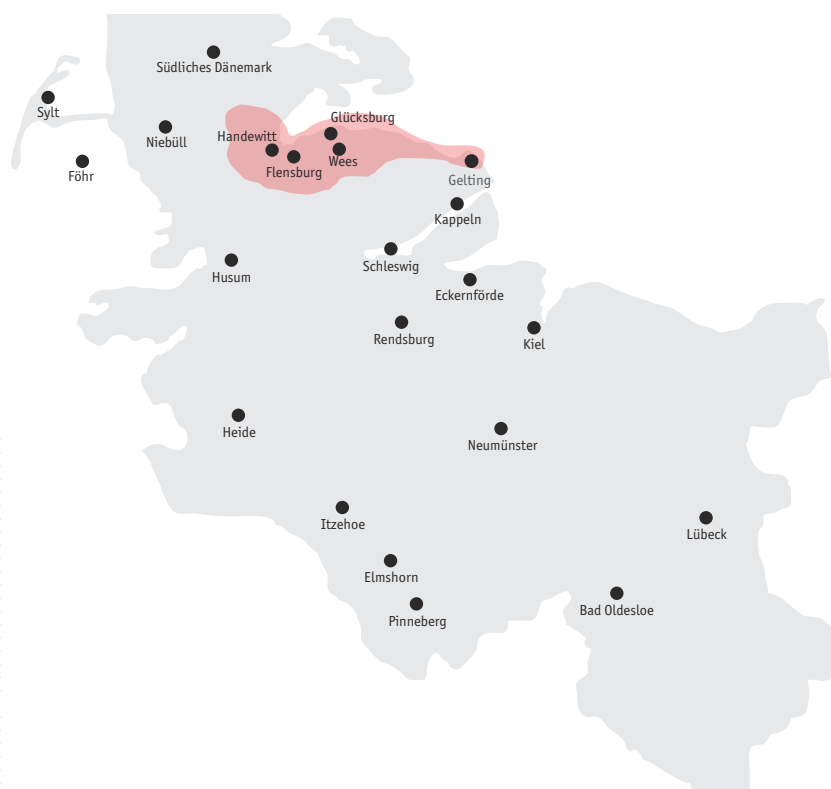 Südliches Dänemark
Sylt
Glücksburg
Niebüll
Handewitt
Wees
Föhr
Flensburg
Gelting
Kappeln
Schleswig
Husum
Eckernförde
Rendsburg
Kiel
Heide
Neumünster
Itzehoe
Lübeck
Elmshorn
Bad Oldesloe
Pinneberg